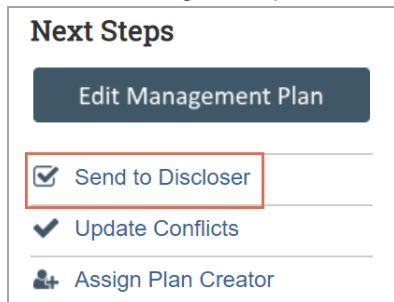 Next Steps
Edit Management Plan
Send to Discloser
Update Conflicts
Assign Plan Creator